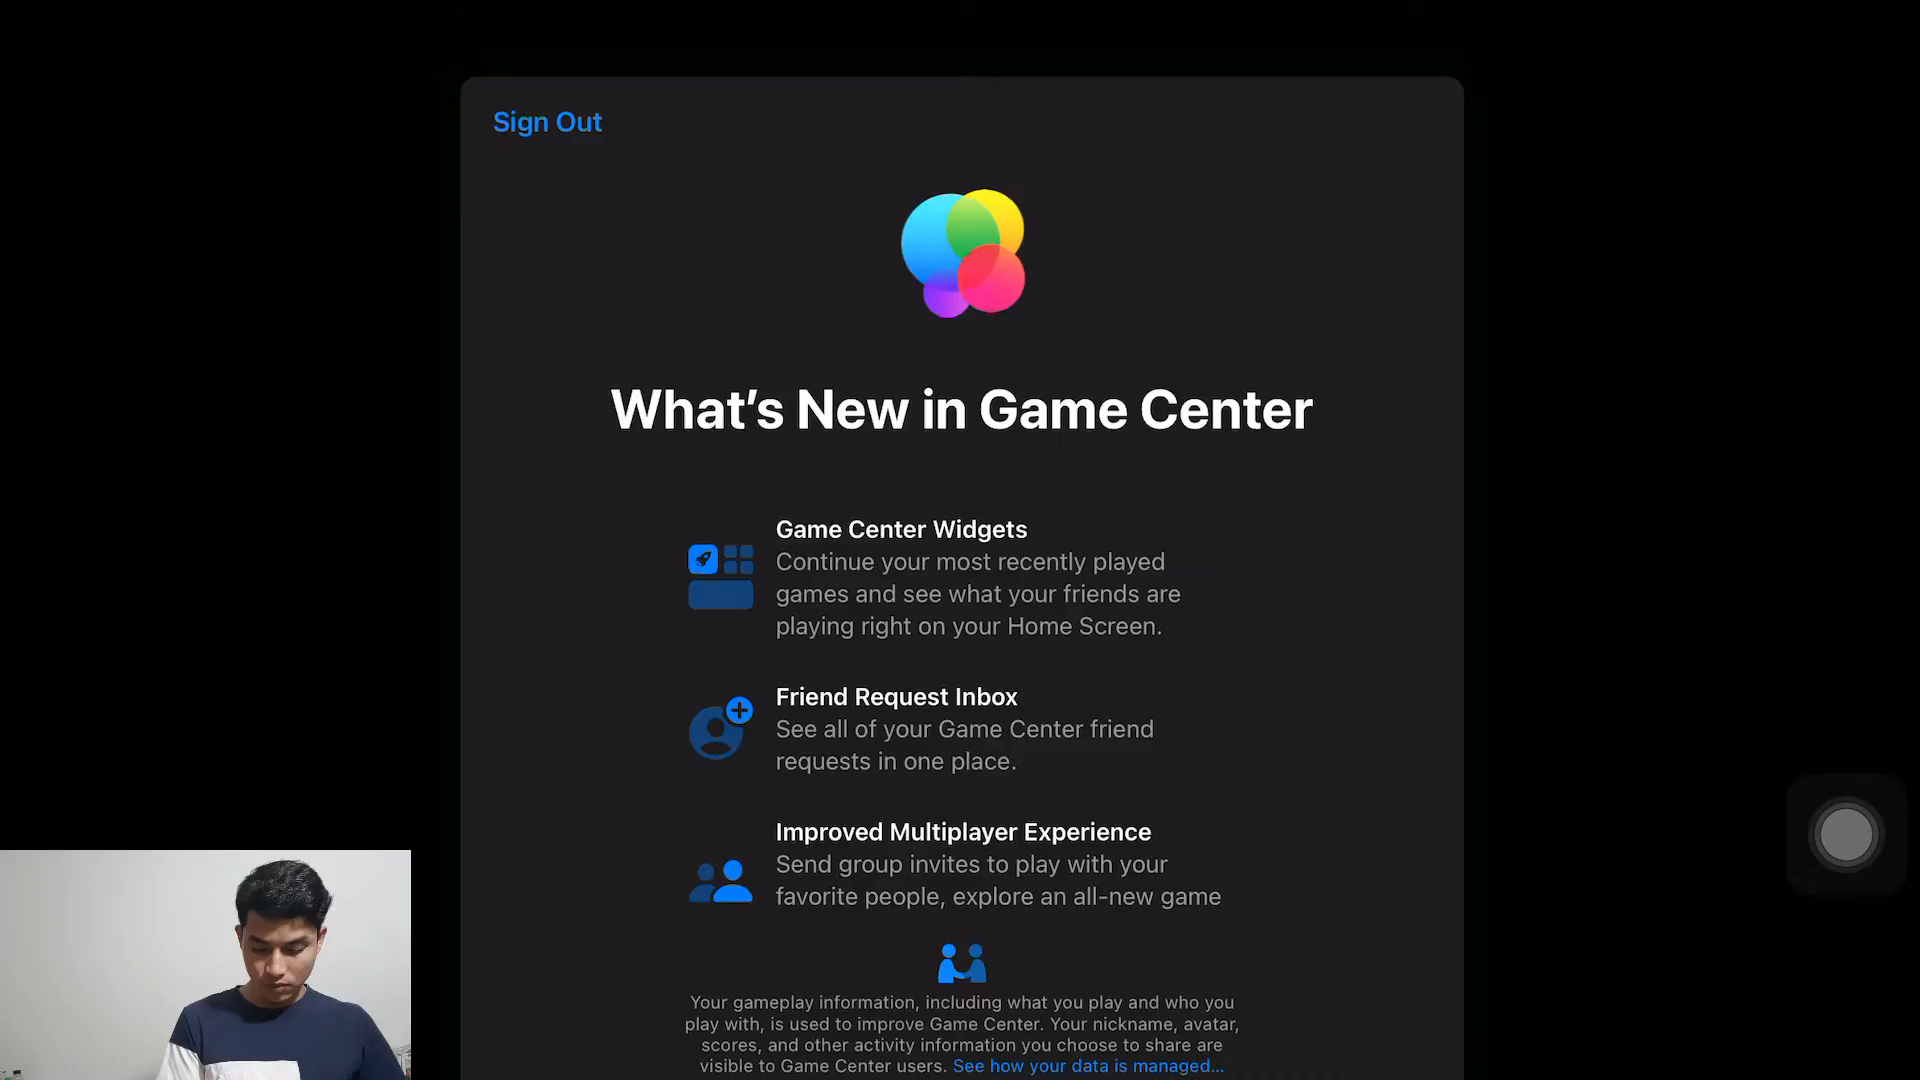 Sign Out
What’s New in Game Center
Game Center Widgets
Continue your most recently played
games and see what your friends are
playing right on your Home Screen.
Friend Request Inbox
See all of your Game Center friend
requests in one place.
Improved Multiplayer Experience
Send group invites to play with your
favorite people, explore an all-new game
Your gameplay information, including what you play and who you
play with, is used to improve Game Center. Your nickname, avatar,
scores, and other activity information you choose to share are
visible to Game Center users. See how your data is managed...